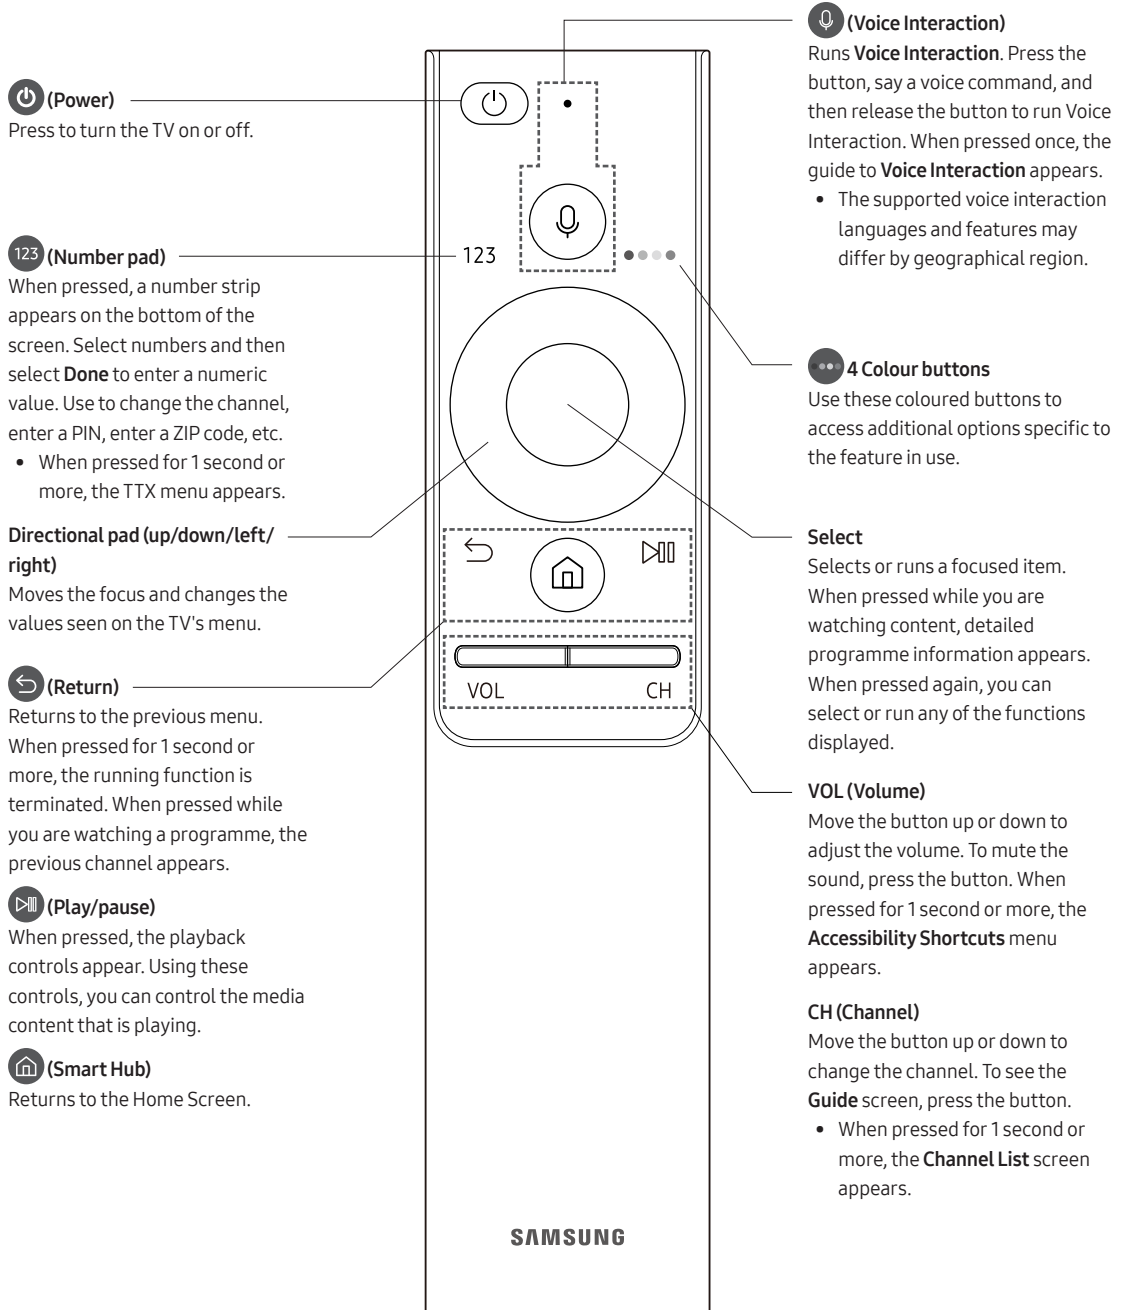 (Power)
Press to turn the TV on or off.
123 (Number pad)
When pressed, a number strip
appears on the bottom of the
screen. Select numbers and then
select Done to enter a numeric
value. Use to change the channel,
enter a PIN, enter a ZIP code, etc.
• When pressed for 1 second or
more, the TTX menu appears.
Directional pad (up/down/left/
right)
Moves the focus and changes the
values seen on the TV's menu.
(Return)
Returns to the previous menu.
When pressed for 1 second or
more, the running function is
terminated. When pressed while
you are watching a programme, the
previous channel appears.
(Play/pause)
When pressed, the playback
controls appear. Using these
controls, you can control the media
content that is playing.
(Smart Hub)
Returns to the Home Screen.
123
VOL
CH
SAMSUNG
(Voice Interaction)
Runs Voice Interaction. Press the
button, say a voice command, and
then release the button to run Voice
Interaction. When pressed once, the
guide to Voice Interaction appears.
• The supported voice interaction
languages and features may
differ by geographical region.
4 Colour buttons
Use these coloured buttons to
access additional options specific to
the feature in use.
Select
Selects or runs a focused item.
When pressed while you are
watching content, detailed
programme information appears.
When pressed again, you can
select or run any of the functions
displayed.
VOL (Volume)
Move the button up or down to
adjust the volume. To mute the
sound, press the button. When
pressed for 1 second or more, the
Accessibility Shortcuts menu
appears.
CH (Channel)
Move the button up or down to
change the channel. To see the
Guide screen, press the button.
• When pressed for 1 second or
more, the Channel List screen
appears.